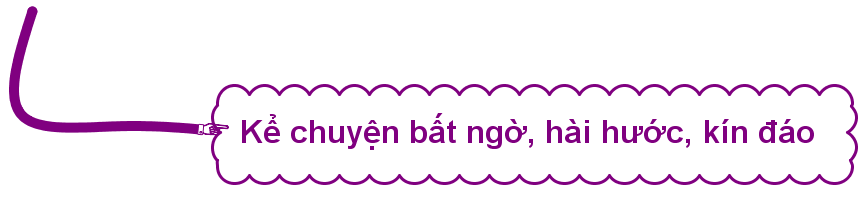 Kể chuyện bất ngờ, hài hước, kín đáo